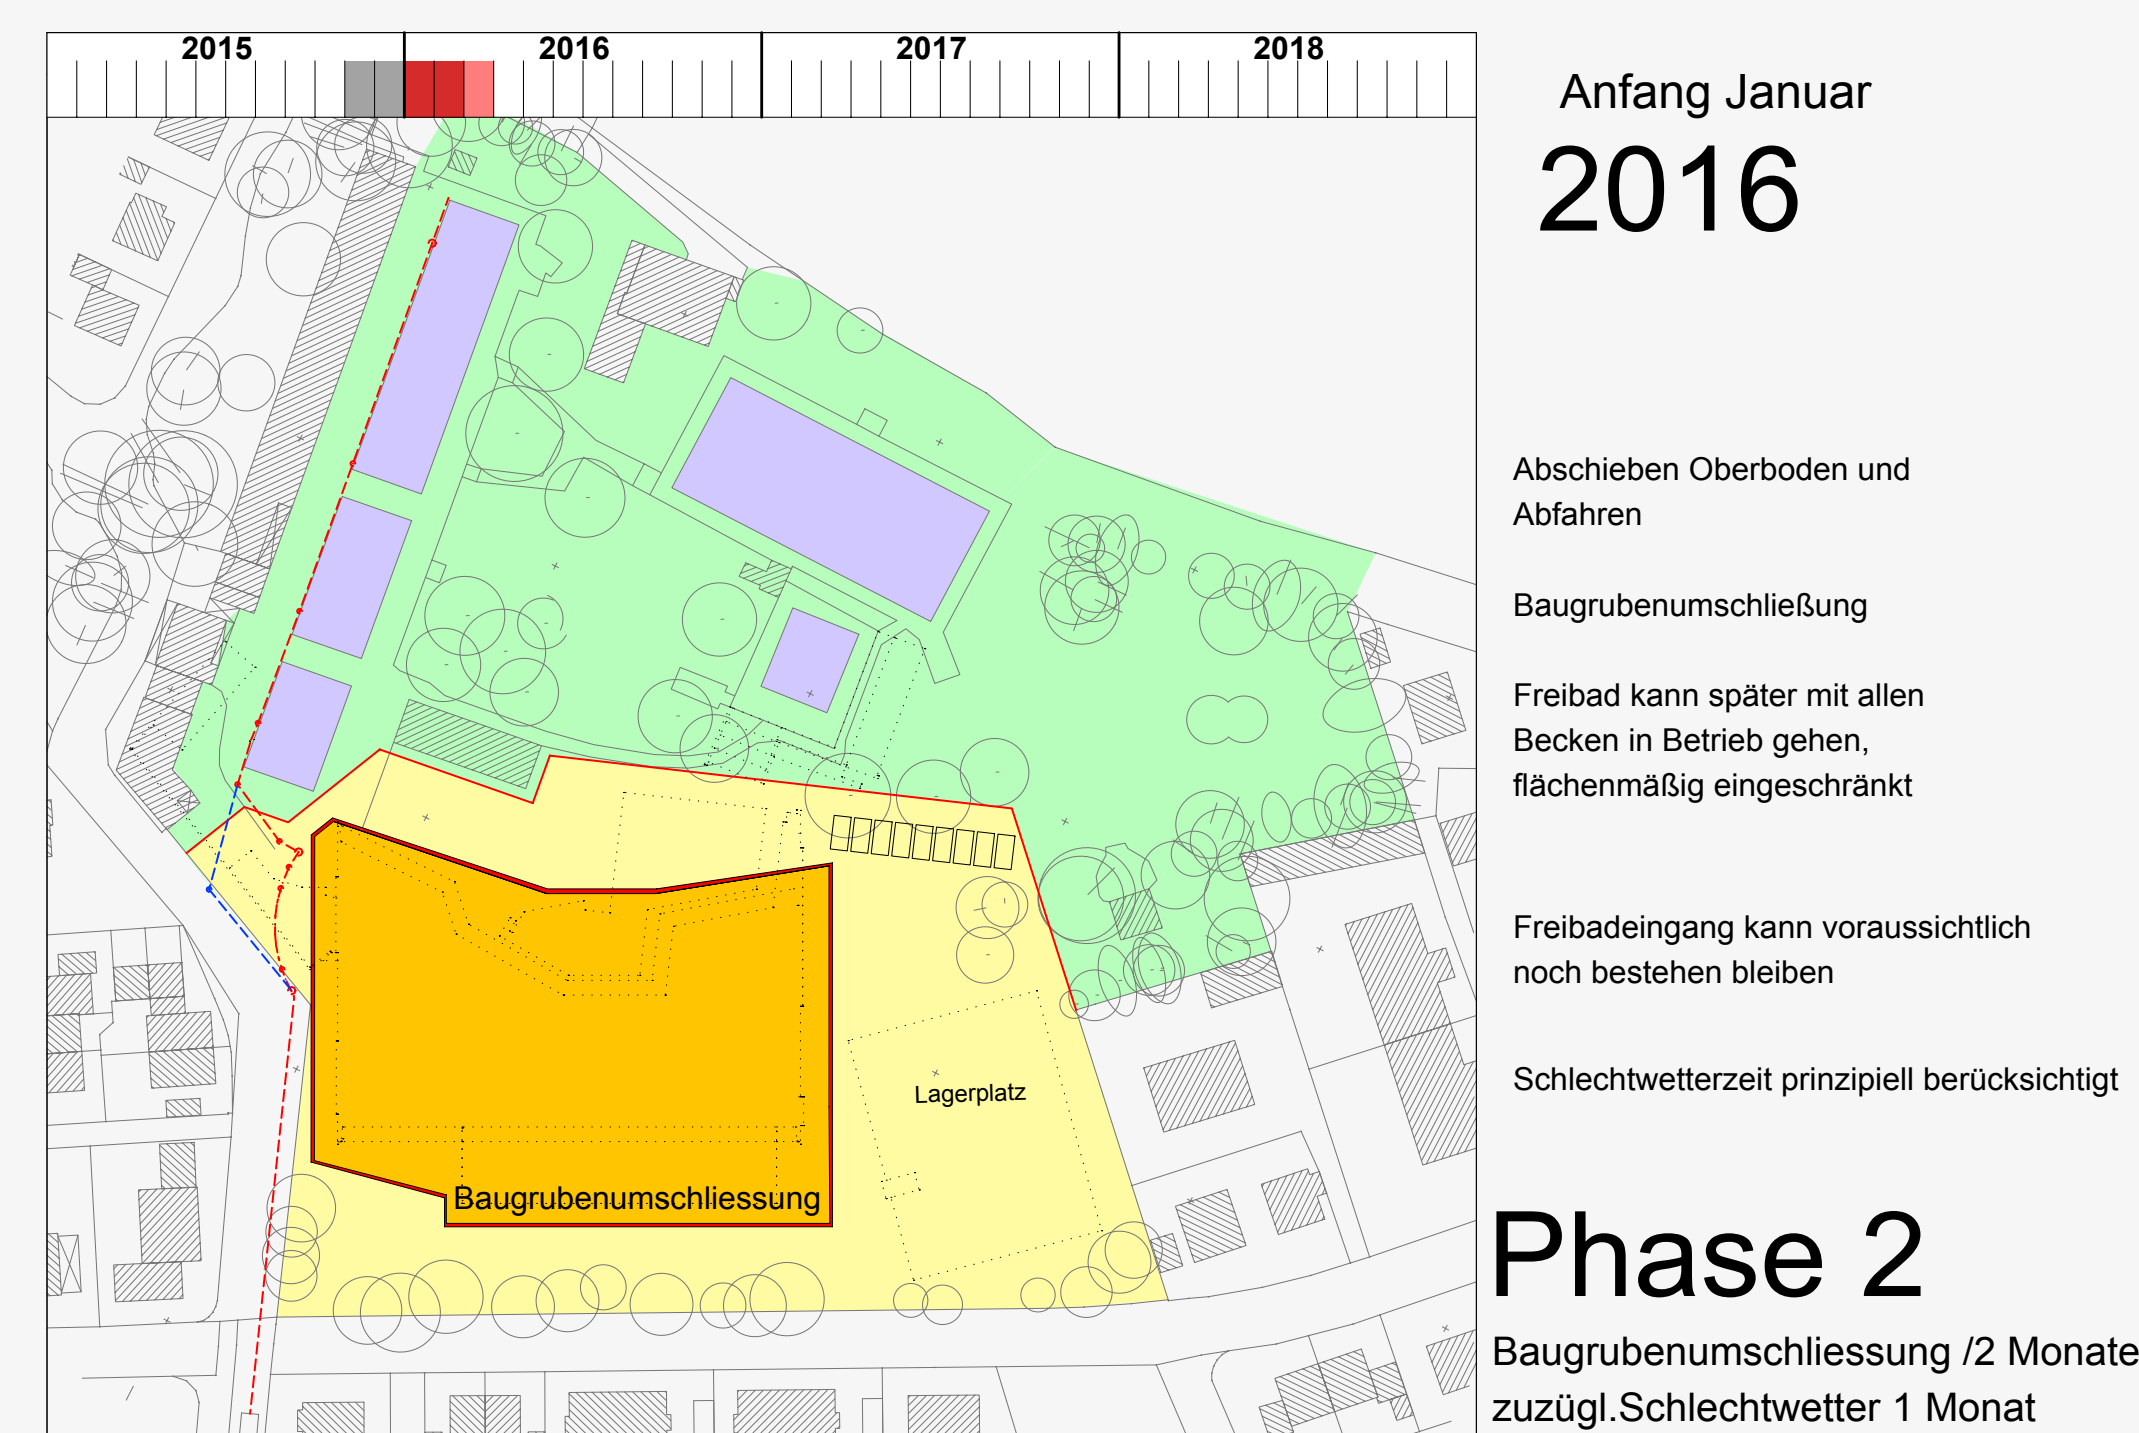 2015 2016 2017 2018
Anfang Januar
2016
Abschieben Oberboden und
Abfahren
Baugrubenumschließung
Freibad kann später mit allen
Becken in Betrieb gehen,
flächenmäßig eingeschränkt
Freibadeingang kann voraussichtlich
noch bestehen bleiben
Schlechtwetterzeit prinzipiell berücksichtigt
Lagerplatz
Baugrubenumschliessung
Phase 2
Baugrubenumschliessung /2 Monate
zuzügl.Schlechtwetter 1 Monat